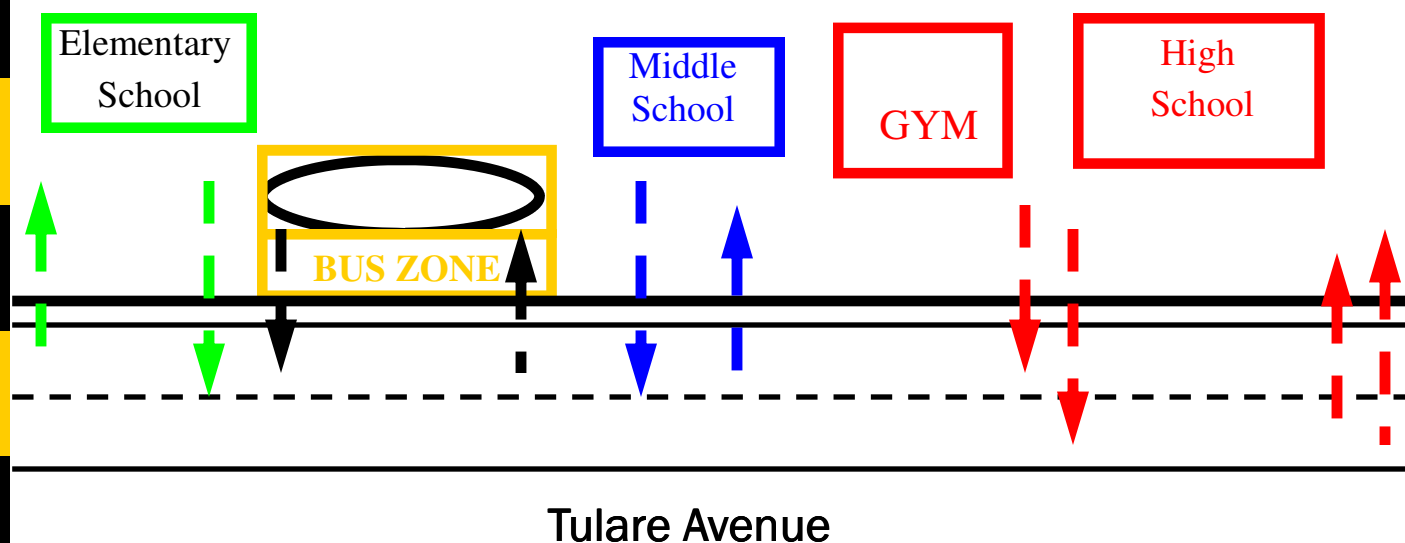 Elementary
School
Middle
School
GYM
High
School
BUS ZONE
Tulare Avenue